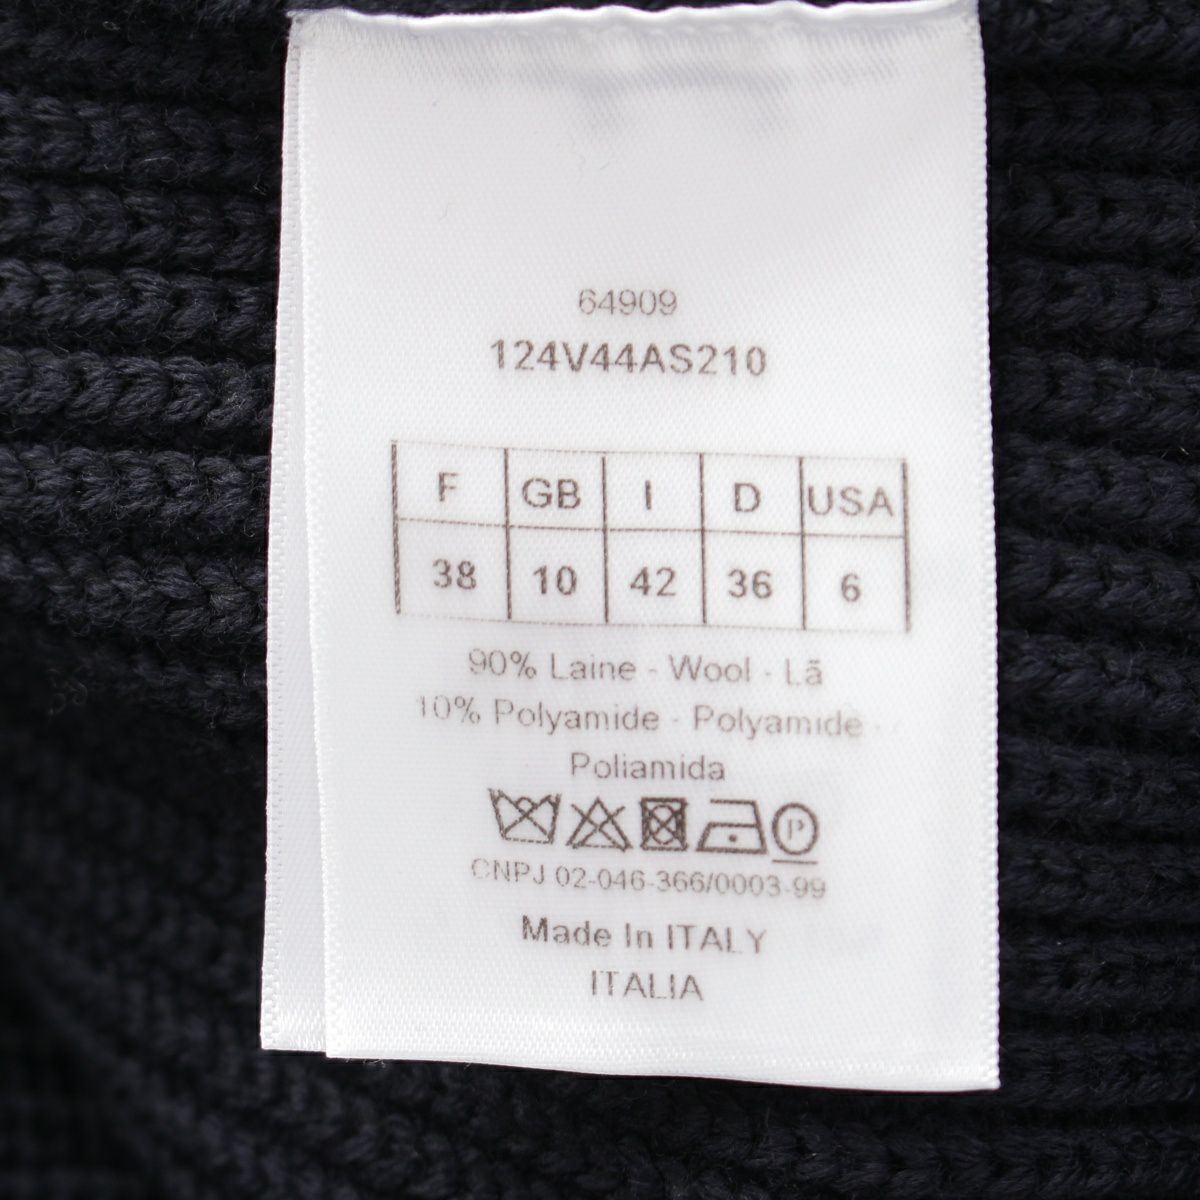 64909
124V44AS210
F GB I D USA
38 10 42 36 6
90% Laine - Wool - Lã
10% Polyamide - Polyamide -
Poliamida
P
CNPJ 02-046-366/0003-99
Made In ITALY
ITALIA